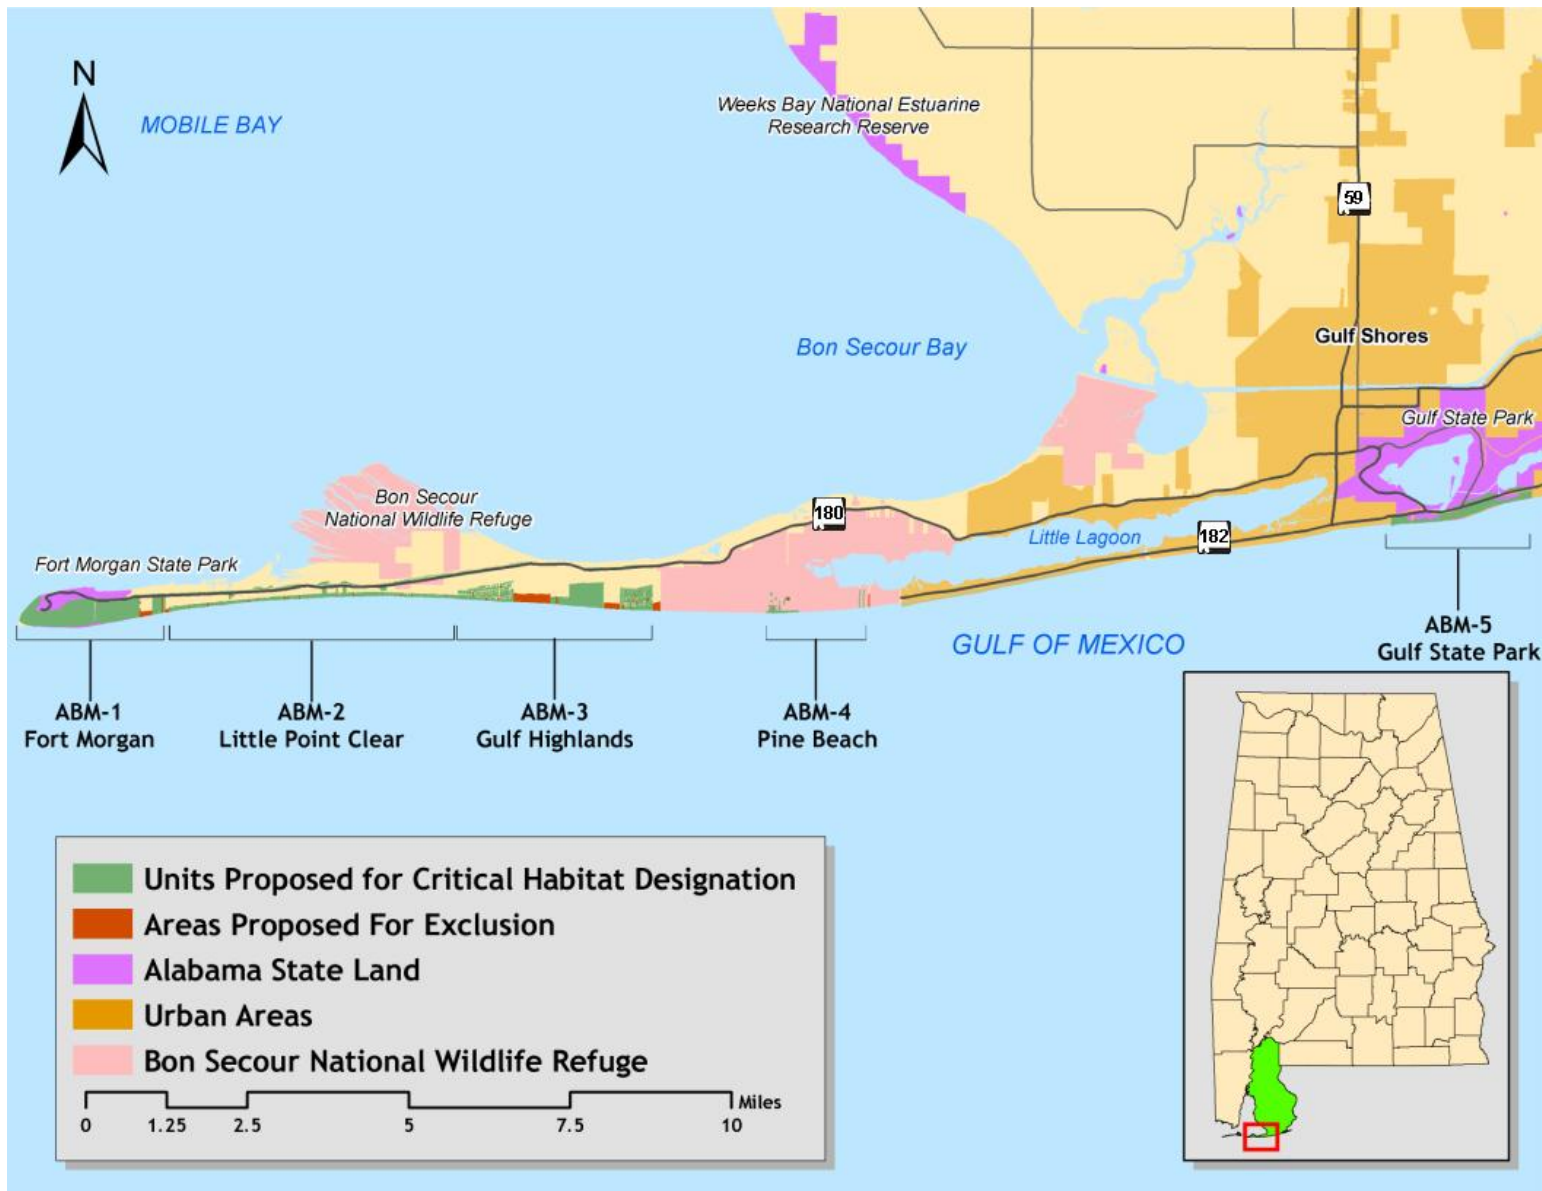 N
MOBILE BAY
Weeks Bay National Estuarine
Research Reserve
59
Gulf Shores
Bon Secour Bay
Gulf State Park
Bon Secour
National Wildlife Refuge
180
182
Little Lagoon
Fort Morgan State Park
GULF OF MEXICO
ABM-5
Gulf State Park
ABM-1
Fort Morgan
ABM-2
Little Point Clear
ABM-3
Gulf Highlands
ABM-4
Pine Beach
Units Proposed for Critical Habitat Designation
Areas Proposed For Exclusion
Alabama State Land
Urban Areas
Bon Secour National Wildlife Refuge
Miles
0 1.25 2.5 5 7.5 10